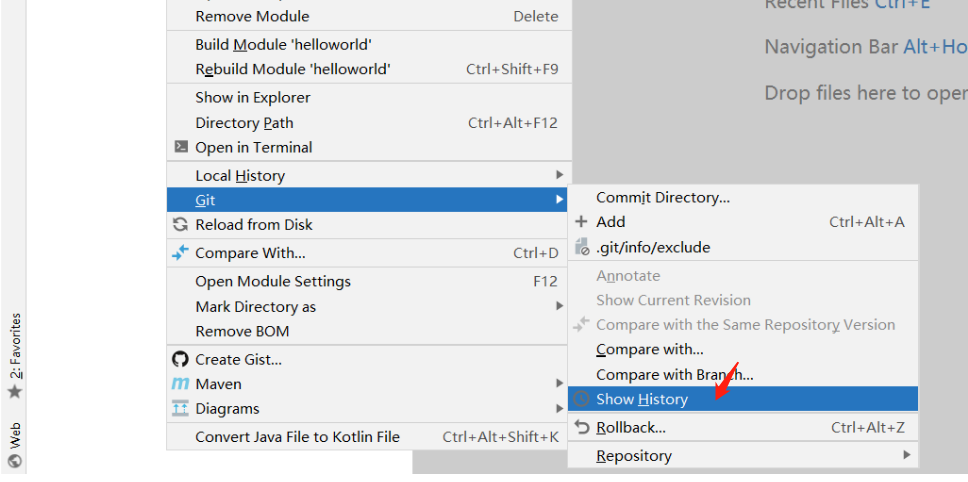 Remove Module Delete
Build Module 'helloworld'
Rebuild Module 'helloworld' Ctrl+Shift+F9
Show in Explorer
Directory Path Ctrl+Alt+F12
Open in Terminal
Local History
Git
Reload from Disk
Compare With... Ctrl+D
Open Module Settings F12
Mark Directory as
Remove BOM
Create Gist...
Maven
Diagrams
Convert Java File to Kotlin File Ctrl+Alt+Shift+K
Commit Directory...
Add Ctrl+Alt+A
.git/info/exclude
Annotate
Show Current Revision
Compare with the Same Repository Version
Compare with...
Compare with Branch...
Show History
Rollback... Ctrl+Alt+Z
Repository
Recent Files Ctrl+E
Navigation Bar Alt+Ho
Drop files here to oper
2: Favorites
Web